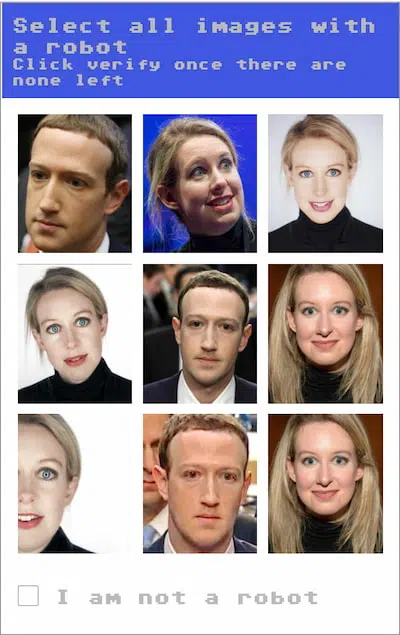 Select all images with
a robot
Click verify once there are
none left
I am not a robot